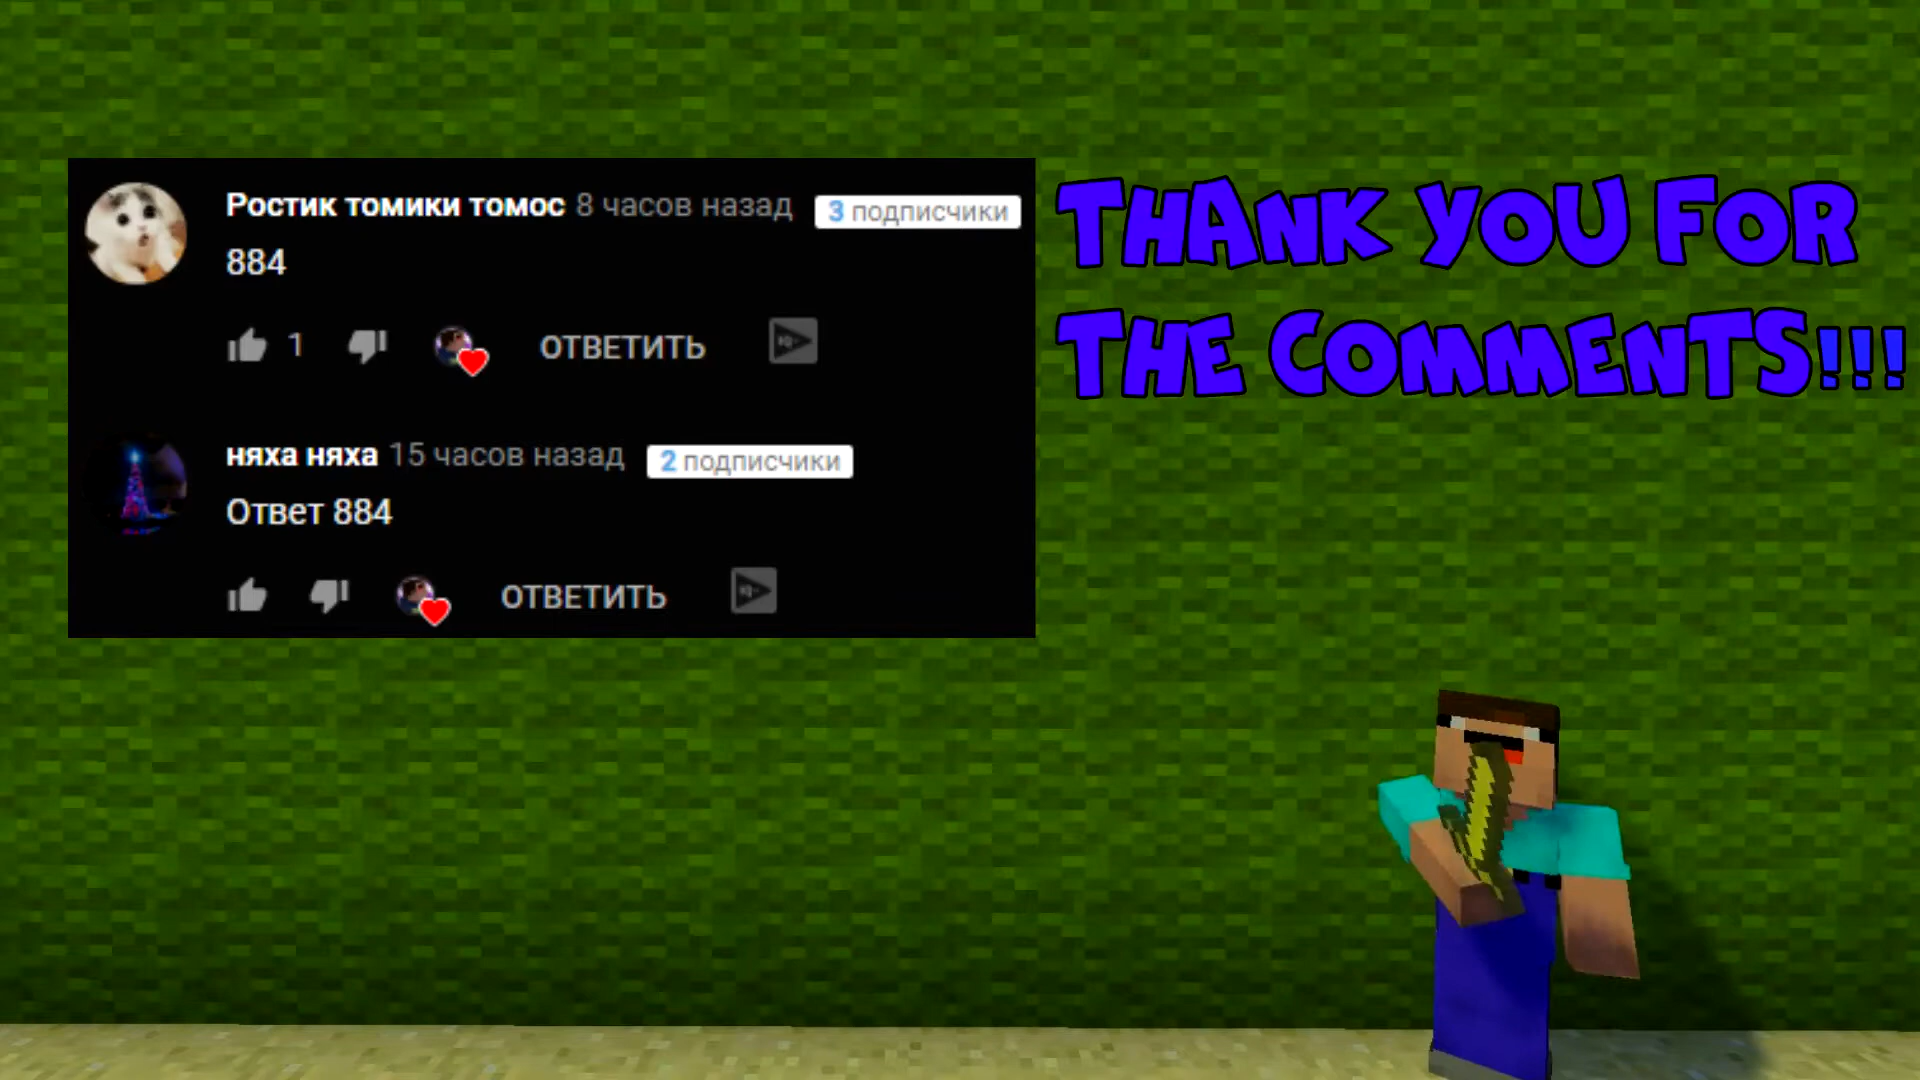 Ростик томики томос 8 часов назад 3 подписчики
884
1 ОТВЕТИТЬ
няха няха 15 часов назад 2 подписчики
Ответ 884
ОТВЕТИТЬ
THANK YOU FOR
THE COMMENTS!!!